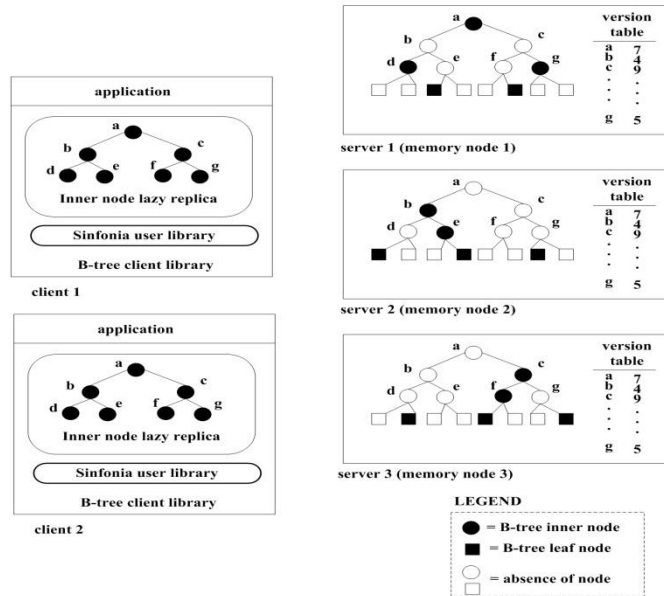 application
a
b
c
d
e
f
g
Inner node lazy replica
Sinfonia user library
B-tree client library
client 1
application
a
b
c
d
e
f
g
Inner node lazy replica
Sinfonia user library
B-tree client library
client 2
a
b
c
d
e
f
g
version
table
a 7
b 4
c 9
.  .
.  .
.  .
g 5
server 1 (memory node 1)
a
b
c
d
e
f
g
version
table
a 7
b 4
c 9
.  .
.  .
.  .
g 5
server 2 (memory node 2)
a
b
c
d
e
f
g
version
table
a 7
b 4
c 9
.  .
.  .
.  .
g 5
server 3 (memory node 3)
LEGEND
= B-tree inner node
= B-tree leaf node
= absence of node